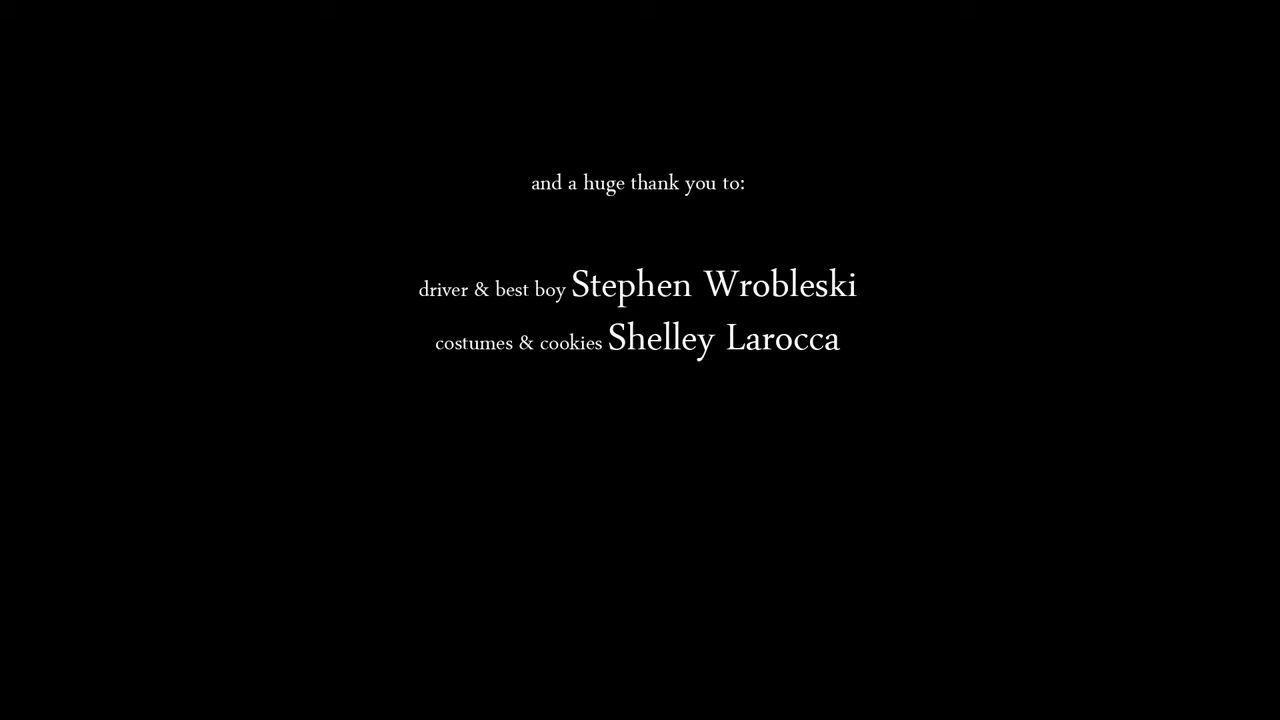 and a huge thank you to:
driver & best boy Stephen Wrobleski
costumes & cookies Shelley Larocca